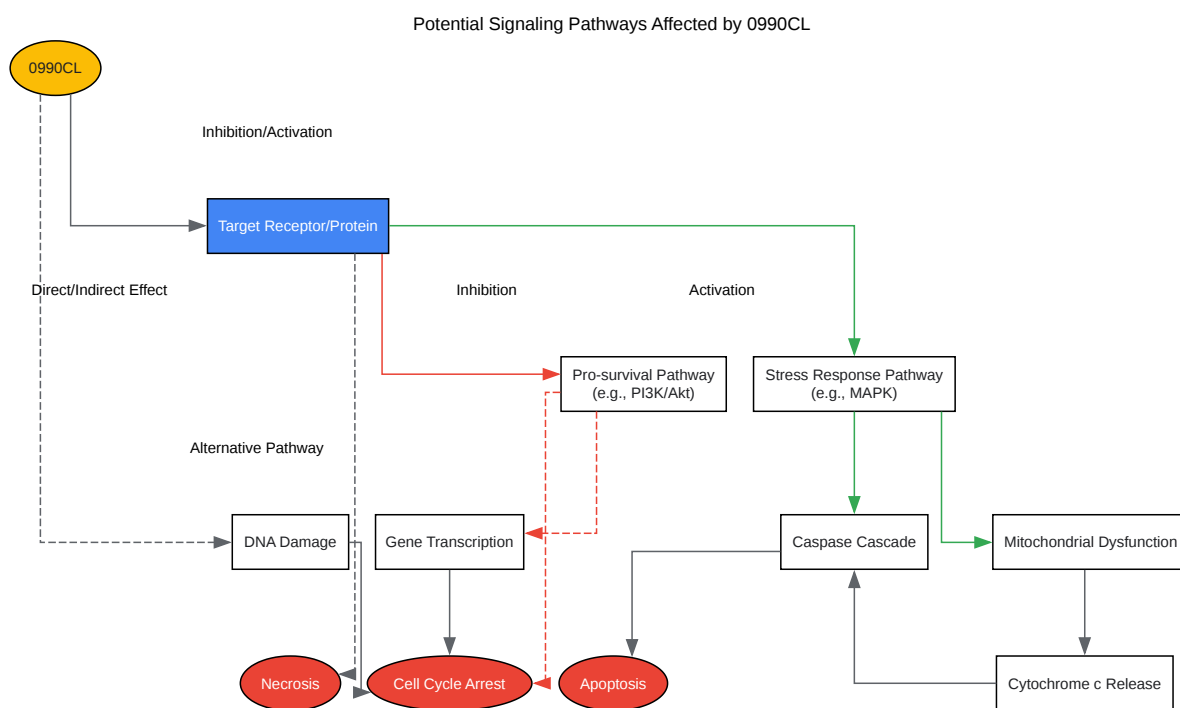 Potential Signaling Pathways Affected by 0990CL
0990CL
Inhibition/Activation
Target Receptor/Protein
Direct/Indirect Effect
Inhibition
Activation
Pro-survival Pathway
(e.g., PI3K/Akt)
Stress Response Pathway
(e.g., MAPK)
Alternative Pathway
DNA Damage
Gene Transcription
Caspase Cascade
Mitochondrial Dysfunction
Necrosis
Cell Cycle Arrest
Apoptosis
Cytochrome c Release